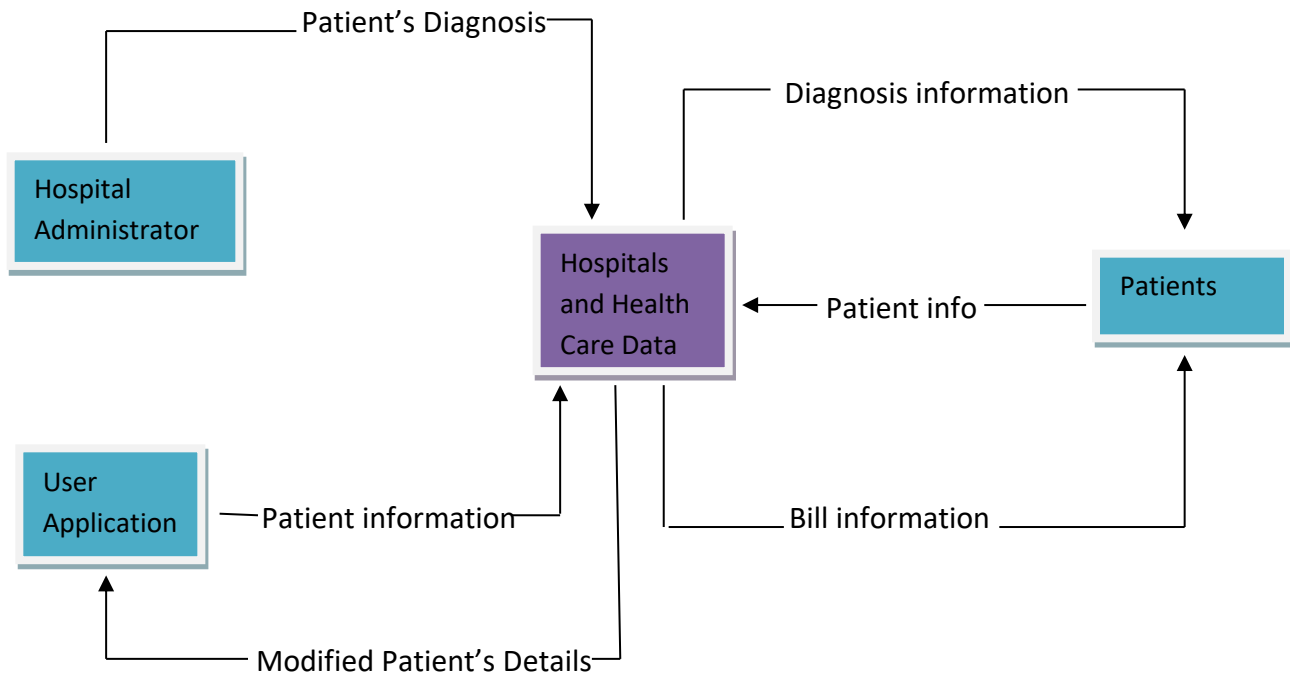 Patient’s Diagnosis
Diagnosis information
Hospital
Administrator
Hospitals
and Health
Care Data
Patients
Patient info
User
Application
Patient information
Bill information
Modified Patient’s Details